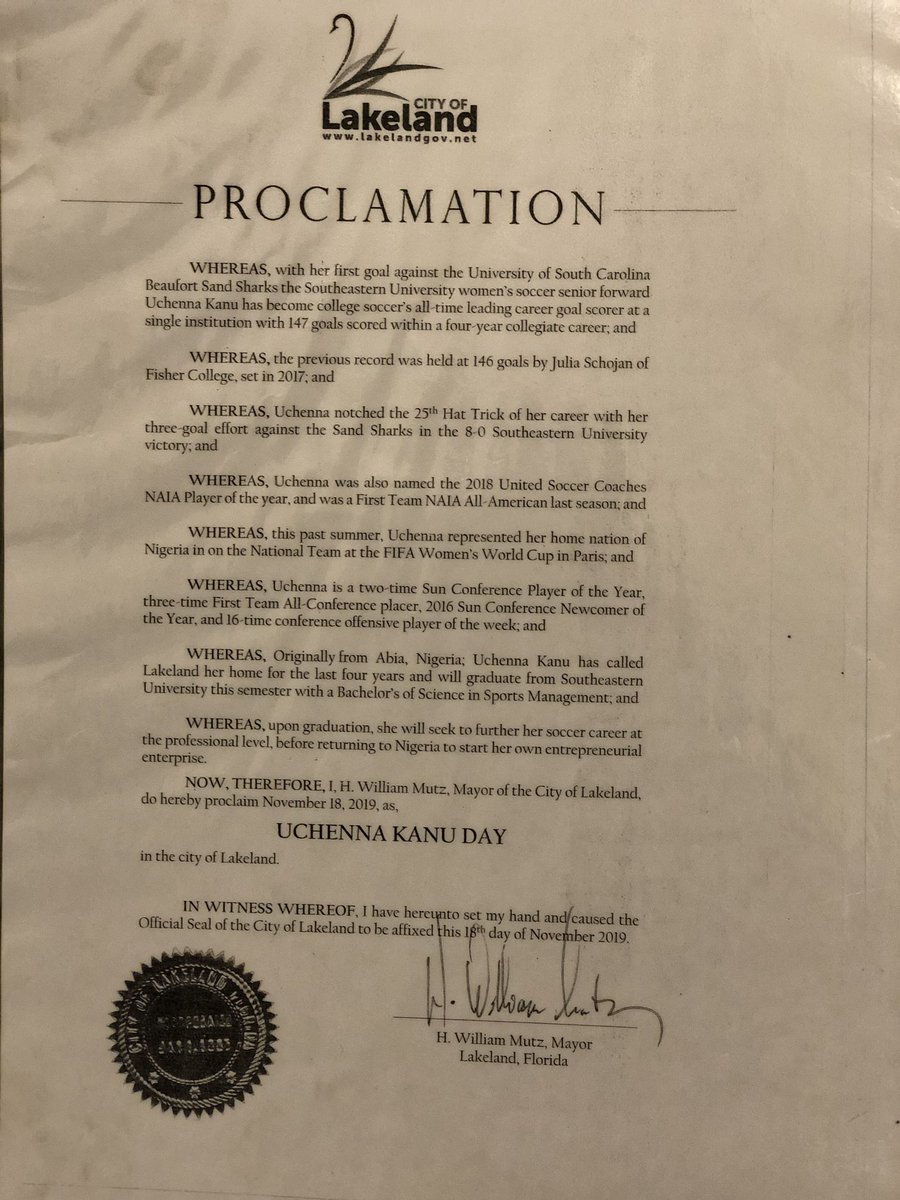 CITY OF
Lakeland
www.lakelandgov.net
PROCLAMATION
WHEREAS, with her first goal against the University of South Carolina
Beaufort Sand Sharks the Southeastern University women's soccer senior forward
Uchenna Kanu has become college soccer's all-time leading career goal scorer at a
single institution with 147 goals scored within a four-year collegiate career; and
WHEREAS, the previous record was held at 146 goals by Julia Schojan of
Fisher College, set in 2017; and
WHEREAS, Uchenna notched the 25th Hat Trick of her career with her
three-goal effort against the Sand Sharks in the 8-0 Southeastern University
victory; and
WHEREAS, Uchenna was also named the 2018 United Soccer Coaches
NAIA Player of the year, and was a First Team NAIA All-American last season; and
WHEREAS, this past summer, Uchenna represented her home nation of
Nigeria in on the National Team at the FIFA Women's World Cup in Paris; and
WHEREAS, Uchenna is a two-time Sun Conference Player of the Year,
three-time First Team All-Conference placer, 2016 Sun Conference Newcomer of
the Year, and 16-time conference offensive player of the week; and
WHEREAS, Originally from Abia, Nigeria; Uchenna Kanu has called
Lakeland her home for the last four years and will graduate from Southeastern
University this semester with a Bachelor's of Science in Sports Management; and
WHEREAS, upon graduation, she will seek to further her soccer career at
the professional level, before returning to Nigeria to start her own entrepreneurial
enterprise.
NOW, THEREFORE, I, H. William Mutz, Mayor of the City of Lakeland,
do hereby proclaim November 18, 2019, as,
UCHENNA KANU DAY
in the city of Lakeland.
IN WITNESS WHEREOF, I have hereunto set my hand and caused the
Official Seal of the City of Lakeland to be affixed this 18th day of November 2019.
H. William Mutz
H. William Mutz, Mayor
Lakeland, Florida
CITY OF LAKELAND